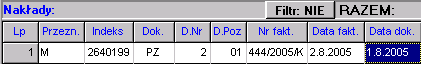 Nakłady: Filtr: NIE RAZEM:
Lp Przezn. Indeks Dok. D.Nr D.Poz Nr fakt. Data fakt. Data dok.
1 M 2640199 PZ 2 01 444/2005/K 2.8.2005 1.8.2005